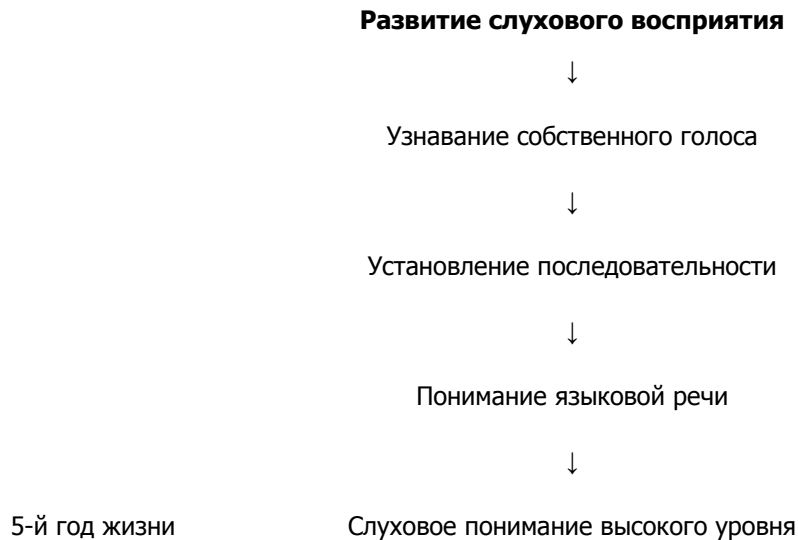 Развитие слухового восприятия
↓
Узнавание собственного голоса
↓
Установление последовательности
↓
Понимание языковой речи
↓
5-й год жизни Слуховое понимание высокого уровня